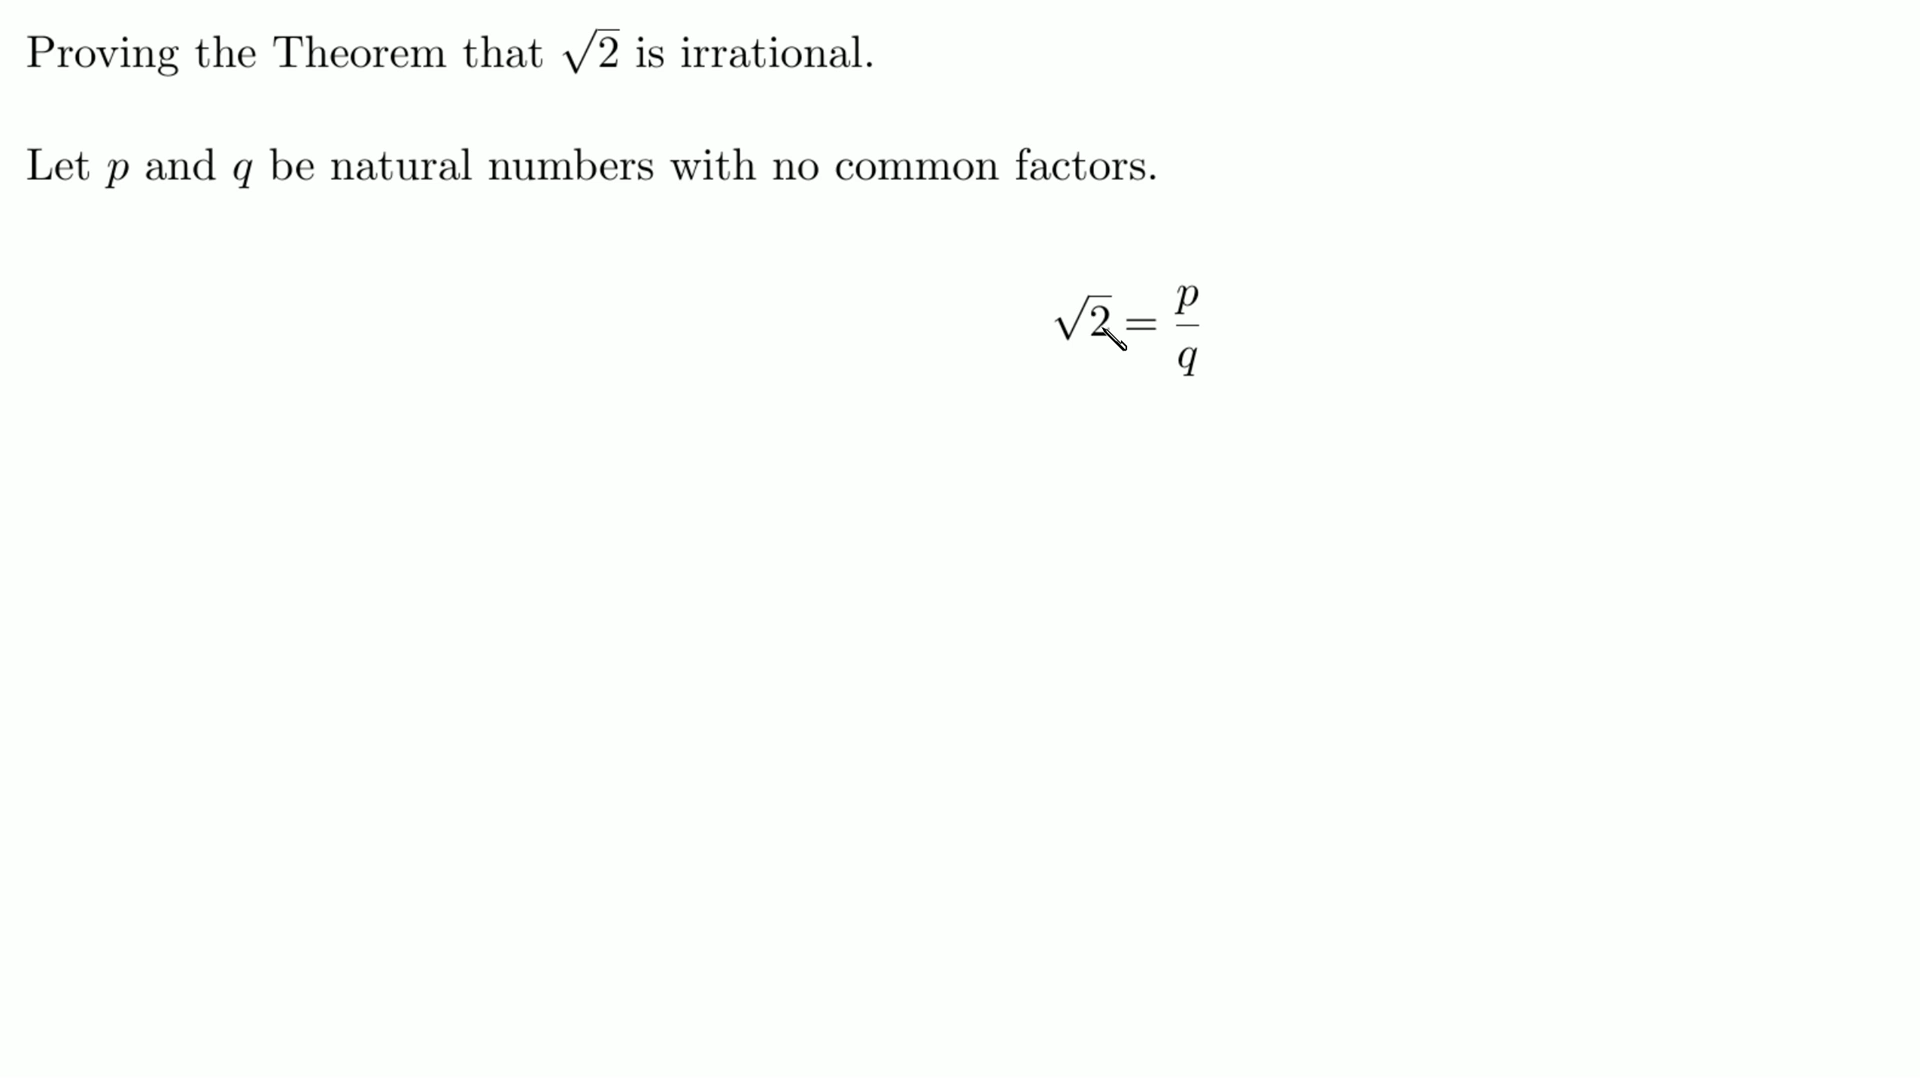 Proving the Theorem that √2 is irrational.
Let p and q be natural numbers with no common factors.
√2 = p/q